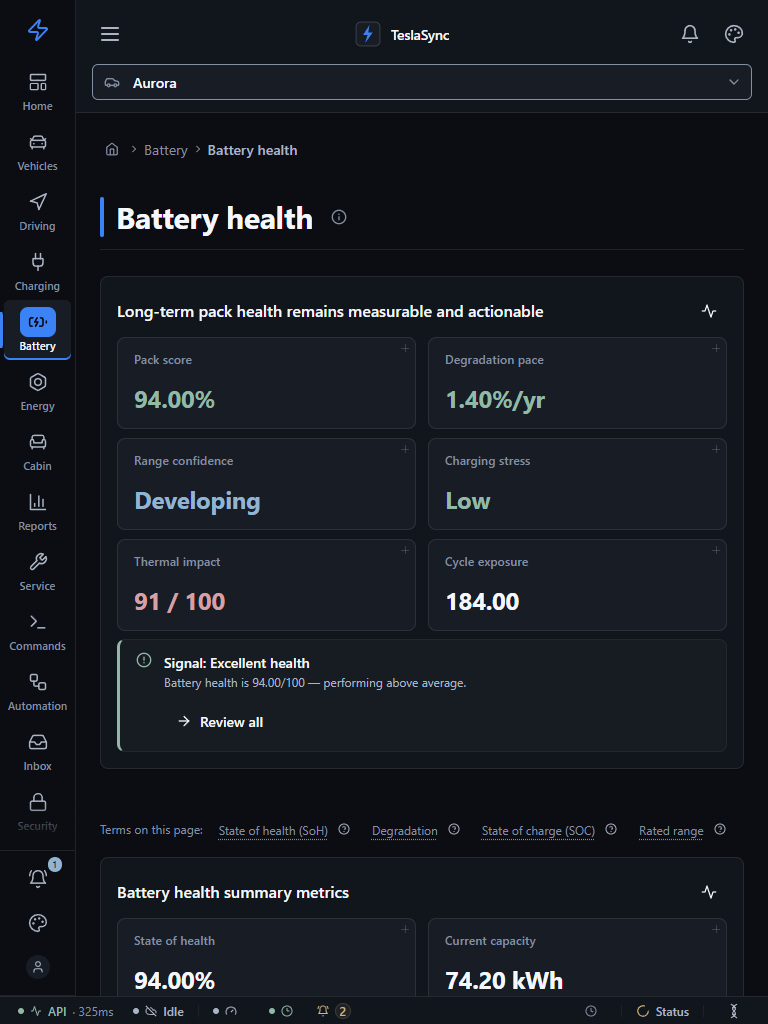 TeslaSync
Aurora
Home
Vehicles
Driving
Charging
Battery
Energy
Cabin
Reports
Service
Commands
Automation
Inbox
Security
1
Battery
Battery health
Battery health
Long-term pack health remains measurable and actionable
Pack score
94.00%
Degradation pace
1.40%/yr
Range confidence
Developing
Charging stress
Low
Thermal impact
91 / 100
Cycle exposure
184.00
Signal: Excellent health
Battery health is 94.00/100 — performing above average.
Review all
Terms on this page: State of health (SoH) Degradation State of charge (SOC) Rated range
Battery health summary metrics
State of health
94.00%
Current capacity
74.20 kWh
API · 325ms Idle 2 Status